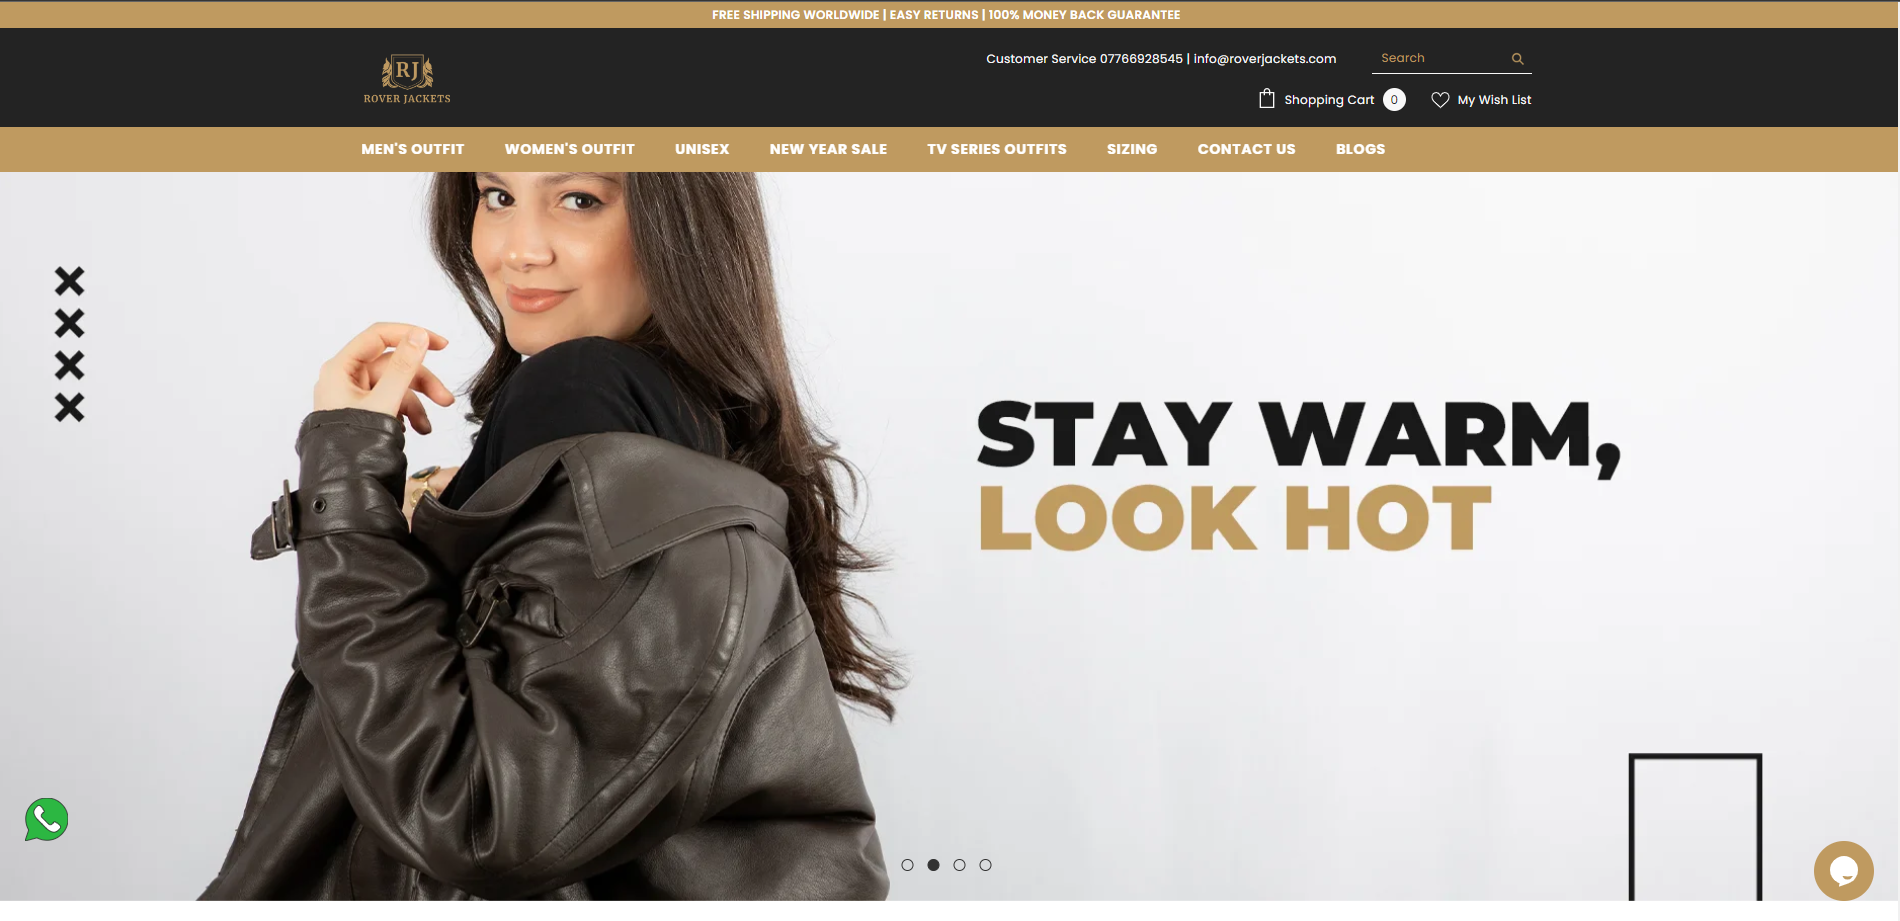 FREE SHIPPING WORLDWIDE | EASY RETURNS | 100% MONEY BACK GUARANTEE
RJ
ROVER JACKETS
Customer Service 07766928545 | info@roverjackets.com
Search
Shopping Cart 0
My Wish List
MEN'S OUTFIT WOMEN'S OUTFIT UNISEX NEW YEAR SALE TV SERIES OUTFITS SIZING CONTACT US BLOGS
STAY WARM,
LOOK HOT